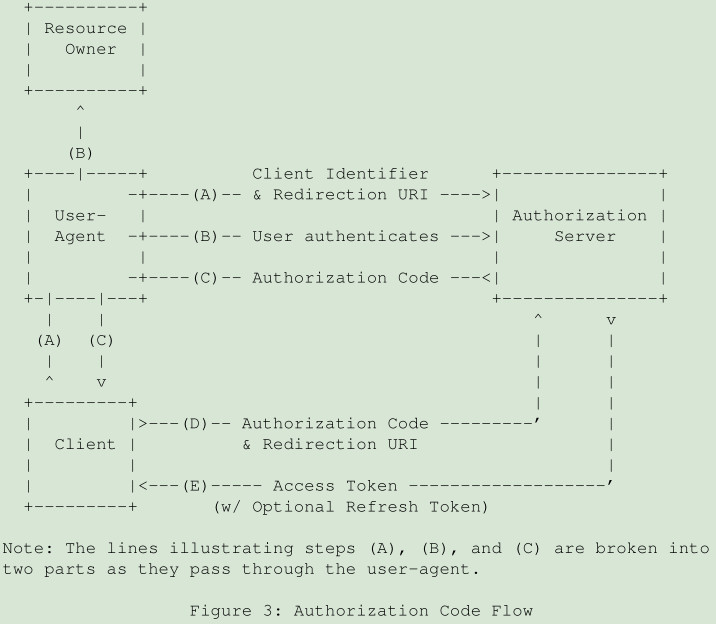 +----------+
| Resource |
|   Owner  |
|          |
+----------+
     ^
     |
    (B)
+----|-----+          Client Identifier      +---------------+
|         -+----(A)-- & Redirection URI ---->|               |
|  User-   |                                 | Authorization |
|  Agent  -+----(B)-- User authenticates --->|     Server    |
|          |                                 |               |
|         -+----(C)-- Authorization Code ---<|               |
+-|----|---+                                 +---------------+
  |    |                                         ^      v
 (A)  (C)                                        |      |
  |    |                                         |      |
  ^    v                                         |      |
+---------+                                      |      |
|         |>---(D)-- Authorization Code ---------'      |
|  Client |          & Redirection URI                  |
|         |                                             |
|         |<---(E)----- Access Token -------------------'
+---------+       (w/ Optional Refresh Token)
Note: The lines illustrating steps (A), (B), and (C) are broken into
two parts as they pass through the user-agent.
Figure 3: Authorization Code Flow